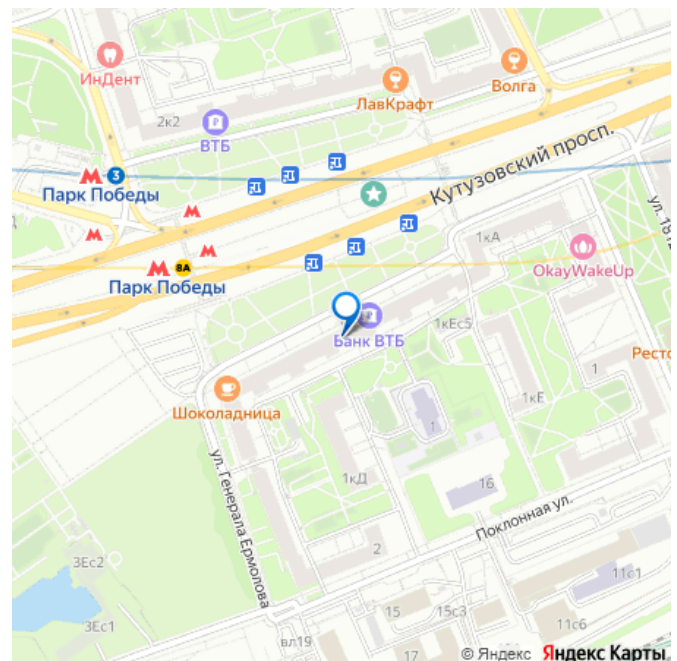 ИнДент
2к2
ВТБ
ЛавКрафт
Волга
Кутузовский просп.
3
Парк Победы
8А
Парк Победы
1кА
OkayWakeUp
ул. 1812
Банк ВТБ
1кЕс5
1
Ресто
1кЕ
Шоколадница
1
1кД
16
ул. Генерала Ермолова
Поклонная ул.
3Ес2
2
11с1
3Ес1
15
15с3
11с6
вл19
17
© Яндекс Яндекс Карты